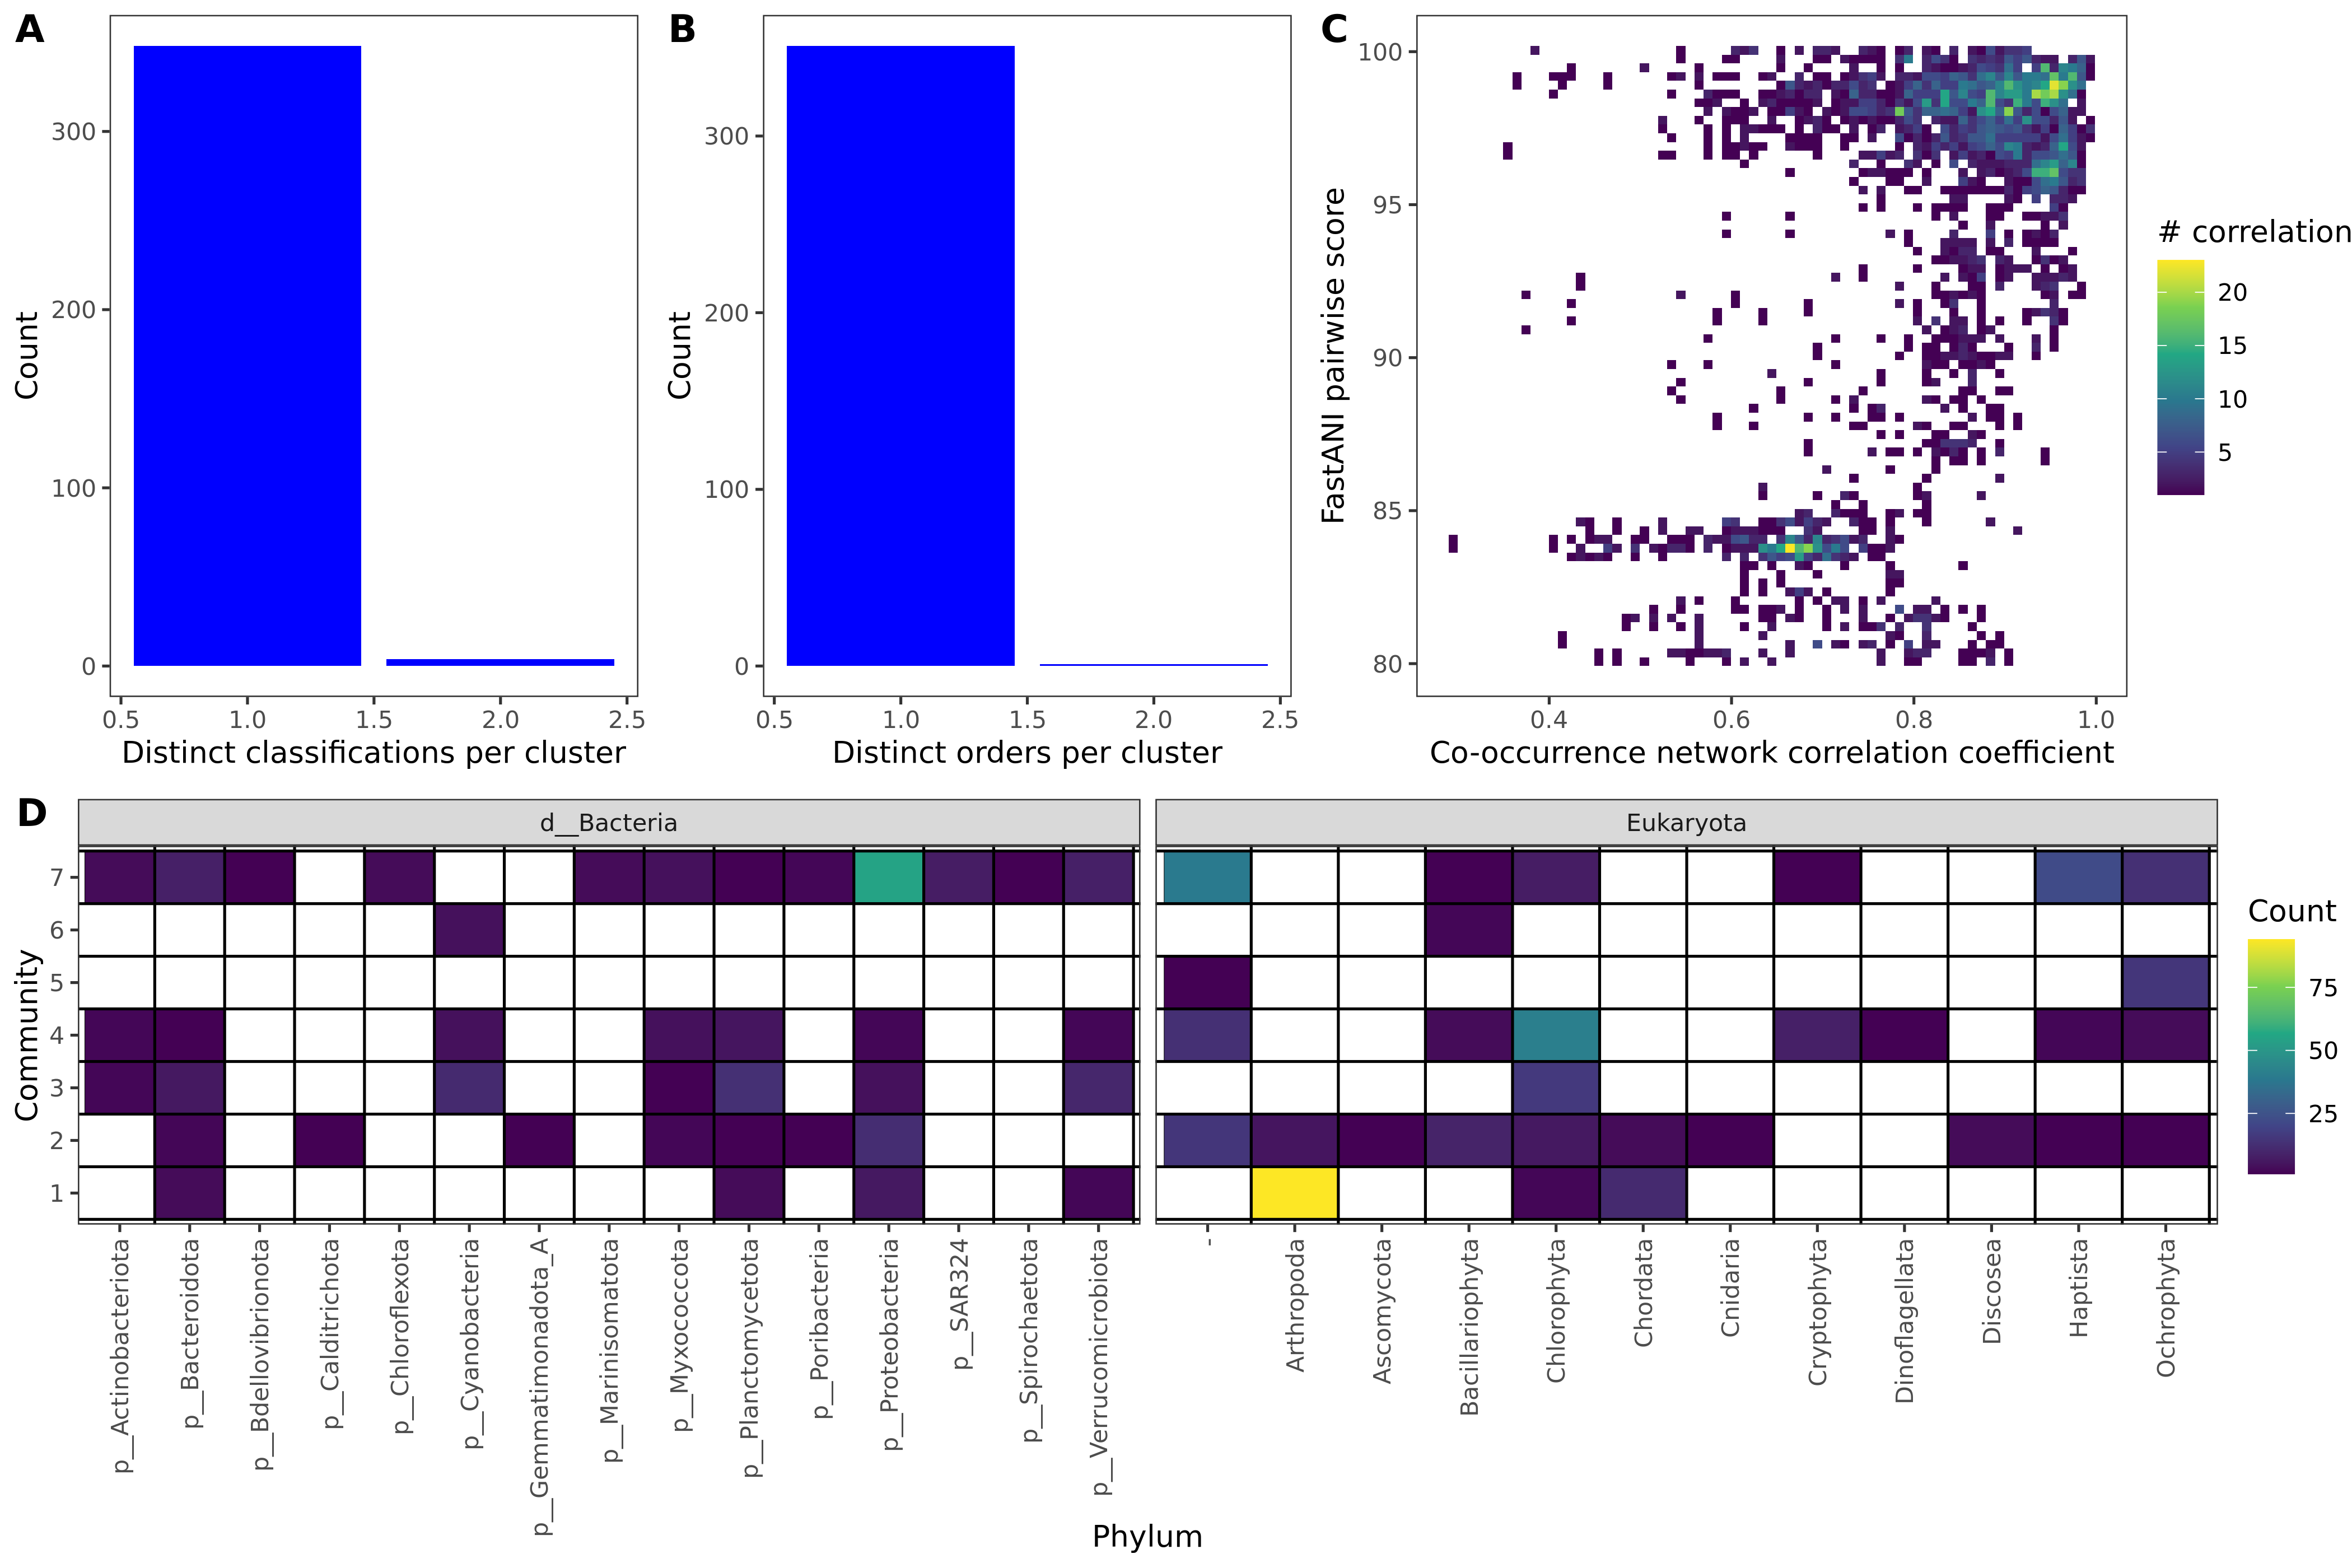 A
Count
300
200
100
0
0.5 1.0 1.5 2.0 2.5
Distinct classifications per cluster
B
Count
300
200
100
0
0.5 1.0 1.5 2.0 2.5
Distinct orders per cluster
C
FastANI pairwise score
100
95
90
85
80
0.4 0.6 0.8 1.0
Co-occurrence network correlation coefficient
# correlation
20
15
10
5
D
d__Bacteria
Eukaryota
Community
7
6
5
4
3
2
1
p__Actinobacteriota
p__Bacteroidota
p__Bdellovibrionota
p__Calditrichota
p__Chloroflexota
p__Cyanobacteria
p__Gemmatimonadota_A
p__Marinisomatota
p__Myxococcota
p__Planctomycetota
p__Poribacteria
p__Proteobacteria
p__SAR324
p__Spirochaetota
p__Verrucomicrobiota
-
Arthropoda
Ascomycota
Bacillariophyta
Chlorophyta
Chordata
Cnidaria
Cryptophyta
Dinoflagellata
Discosea
Haptista
Ochrophyta
Phylum
Count
75
50
25